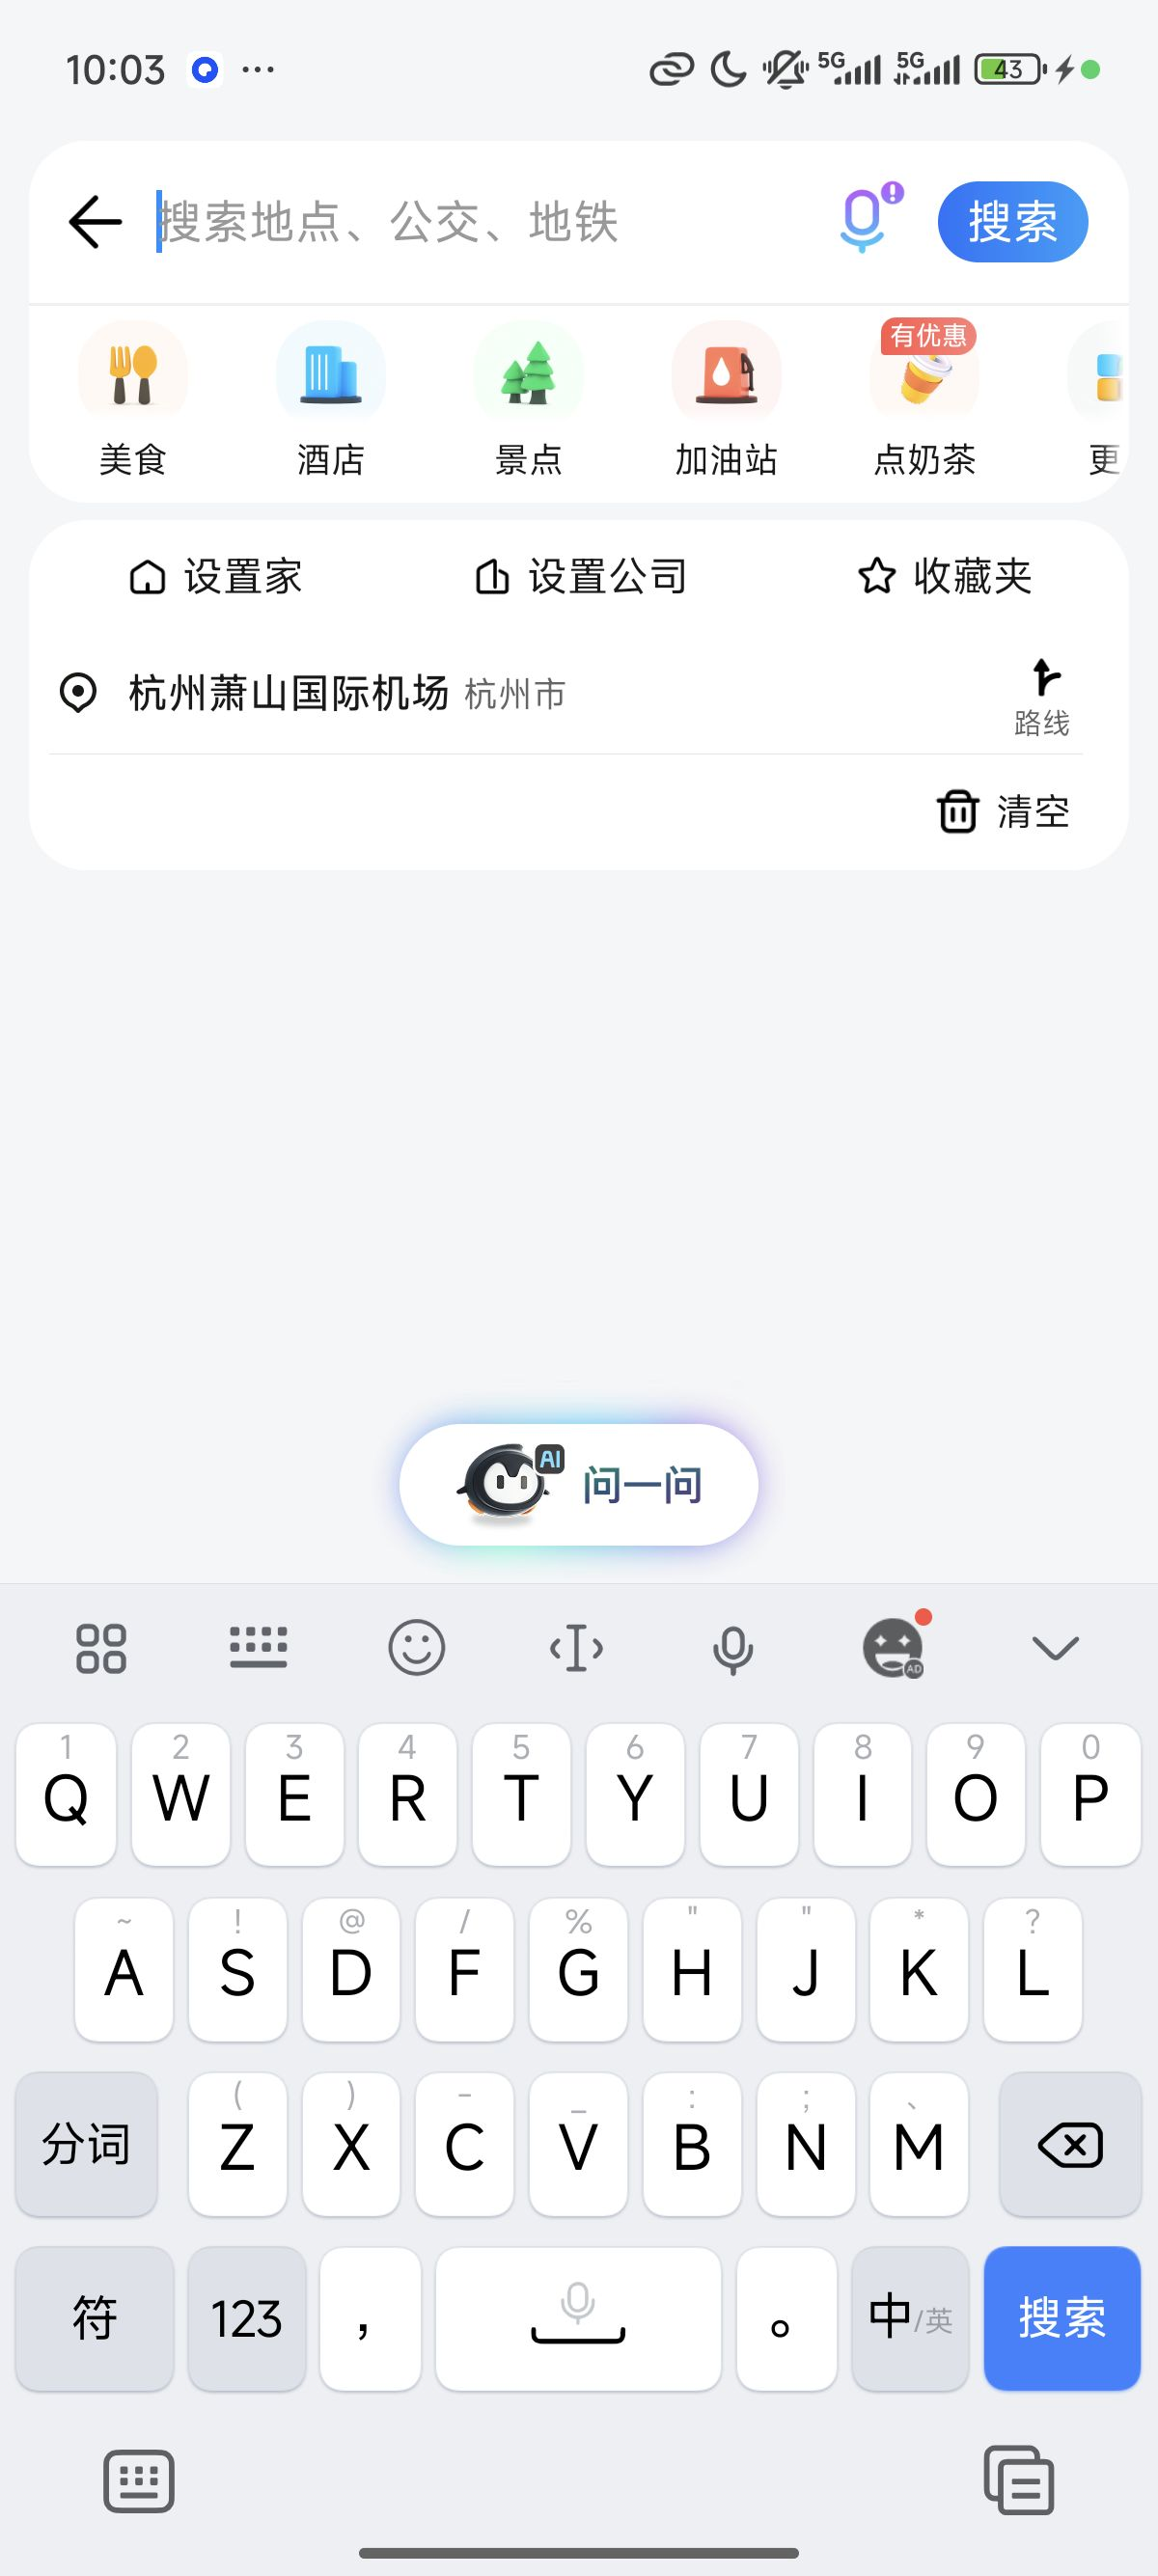 10:03 ... 5G 5G 43
搜索地点、公交、地铁 搜索
有优惠
美食 酒店 景点 加油站 点奶茶 更
设置家 设置公司 收藏夹
杭州萧山国际机场 杭州市 路线
清空
AI 问一问
AD
1 2 3 4 5 6 7 8 9 0
Q W E R T Y U I O P
~ ! @ / % " " * ?
A S D F G H J K L
( ) - _ : ; 、
分词 Z X C V B N M
符 123 , 。 中/英 搜索